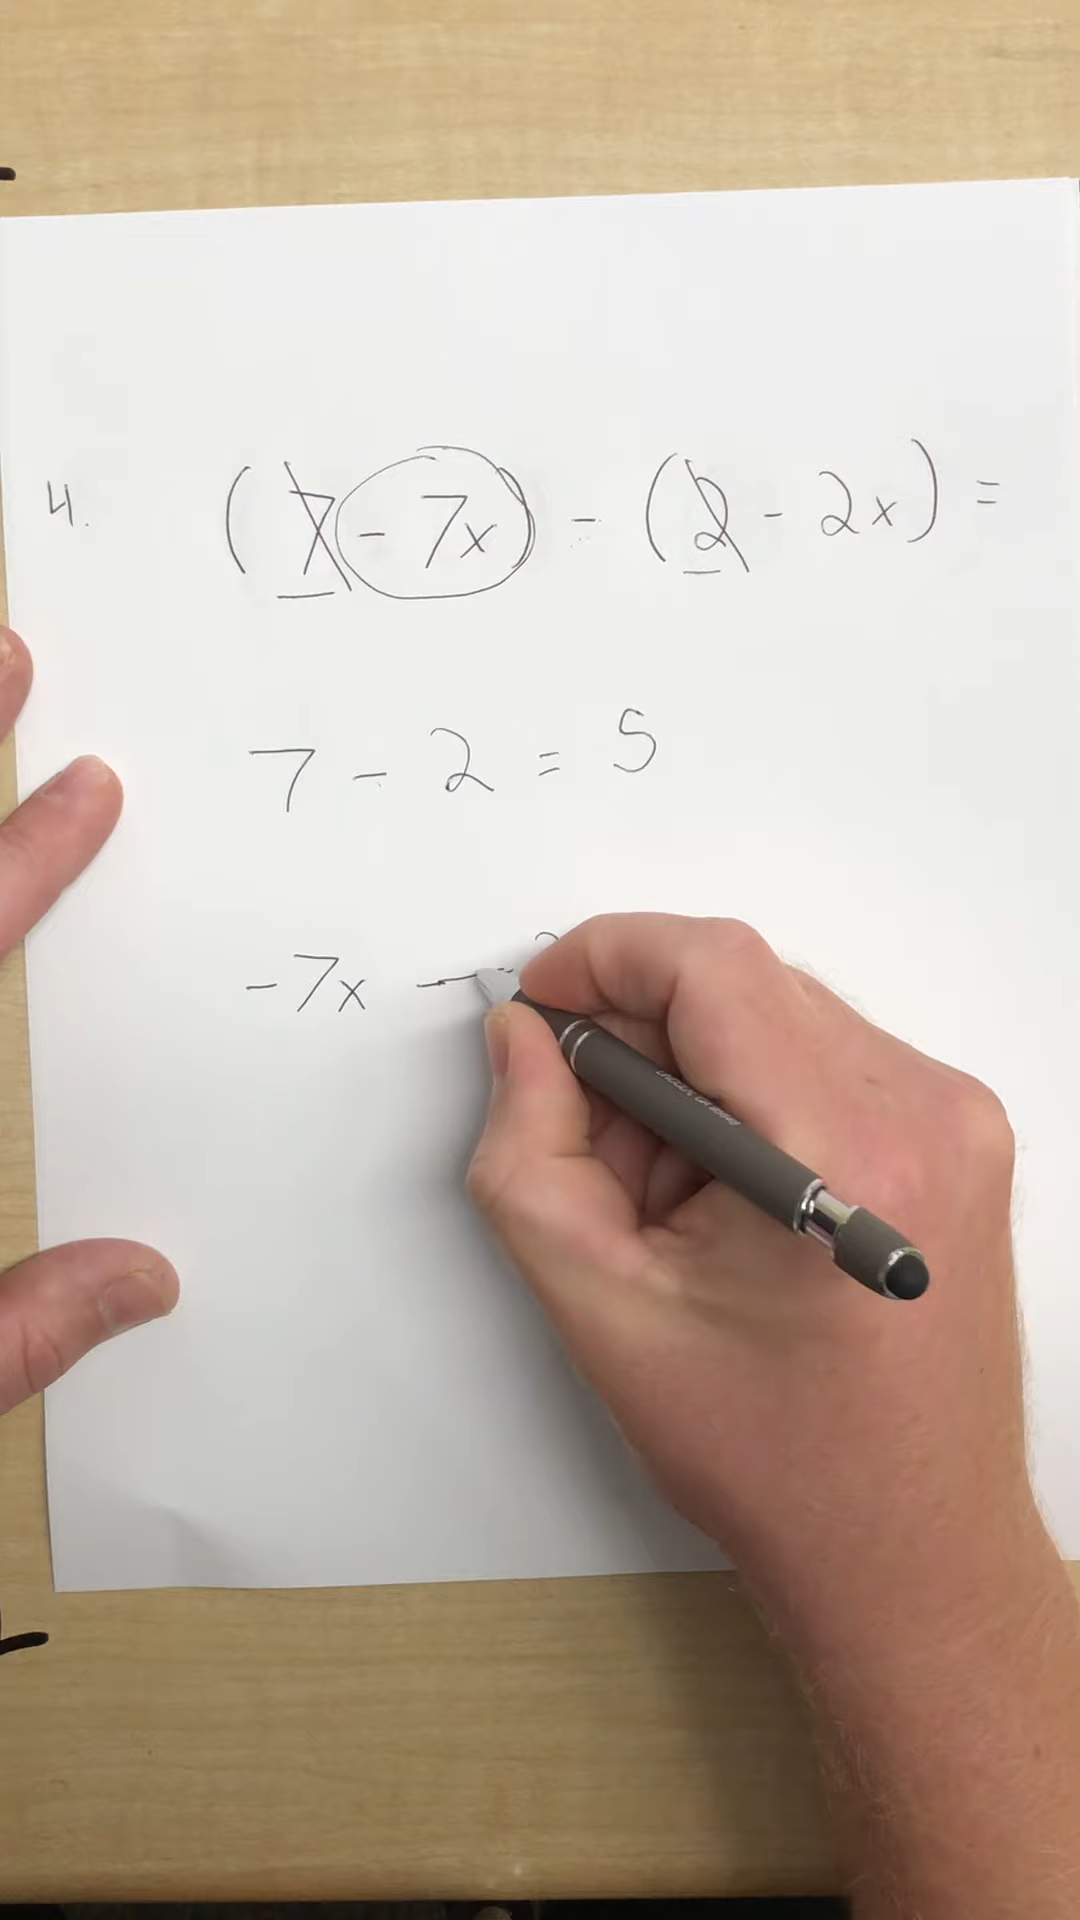 4. (7 - 7x) - (2 - 2x) =
7 - 2 = 5
-7x -